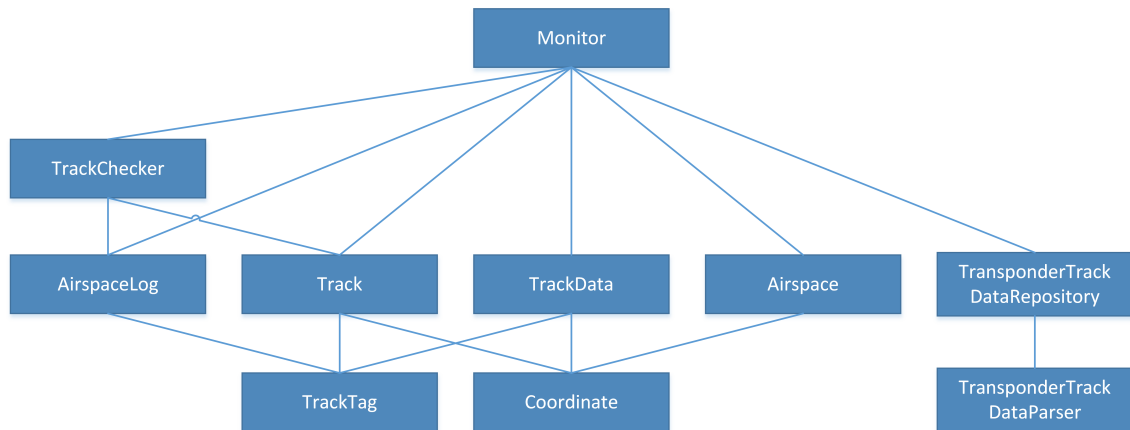 Monitor
TrackChecker
AirspaceLog
Track
TrackData
Airspace
TransponderTrack
DataRepository
TrackTag
Coordinate
TransponderTrack
DataParser